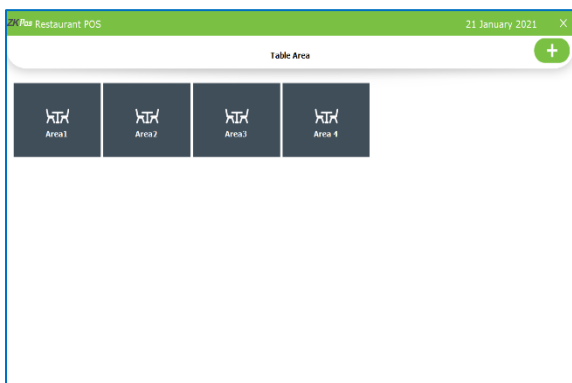 ZKPos Restaurant POS 21 January 2021 X
Table Area +
Area1 Area2 Area3 Area 4